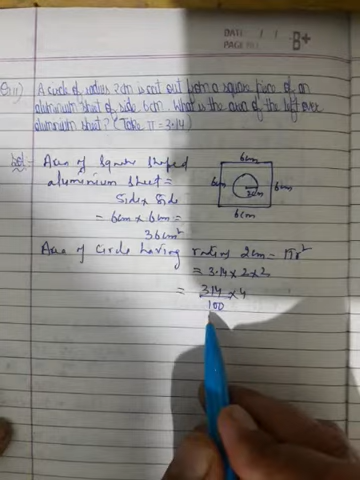 DATE / /
PAGE No.
B+
Q11) A circle of radius 2cm is cut out from a square piece of an
aluminium sheet of side 6cm. What is the area of the left over
aluminium sheet? (Take π = 3.14)
Sol = Area of Square shaped
aluminium sheet =
Side x Side
= 6cm x 6cm =
36cm²
6cm
6cm
2cm
6cm
6cm
Area of Circle having radius 2cm = πr²
= 3.14 x 2 x 2
= 314/100 x 4